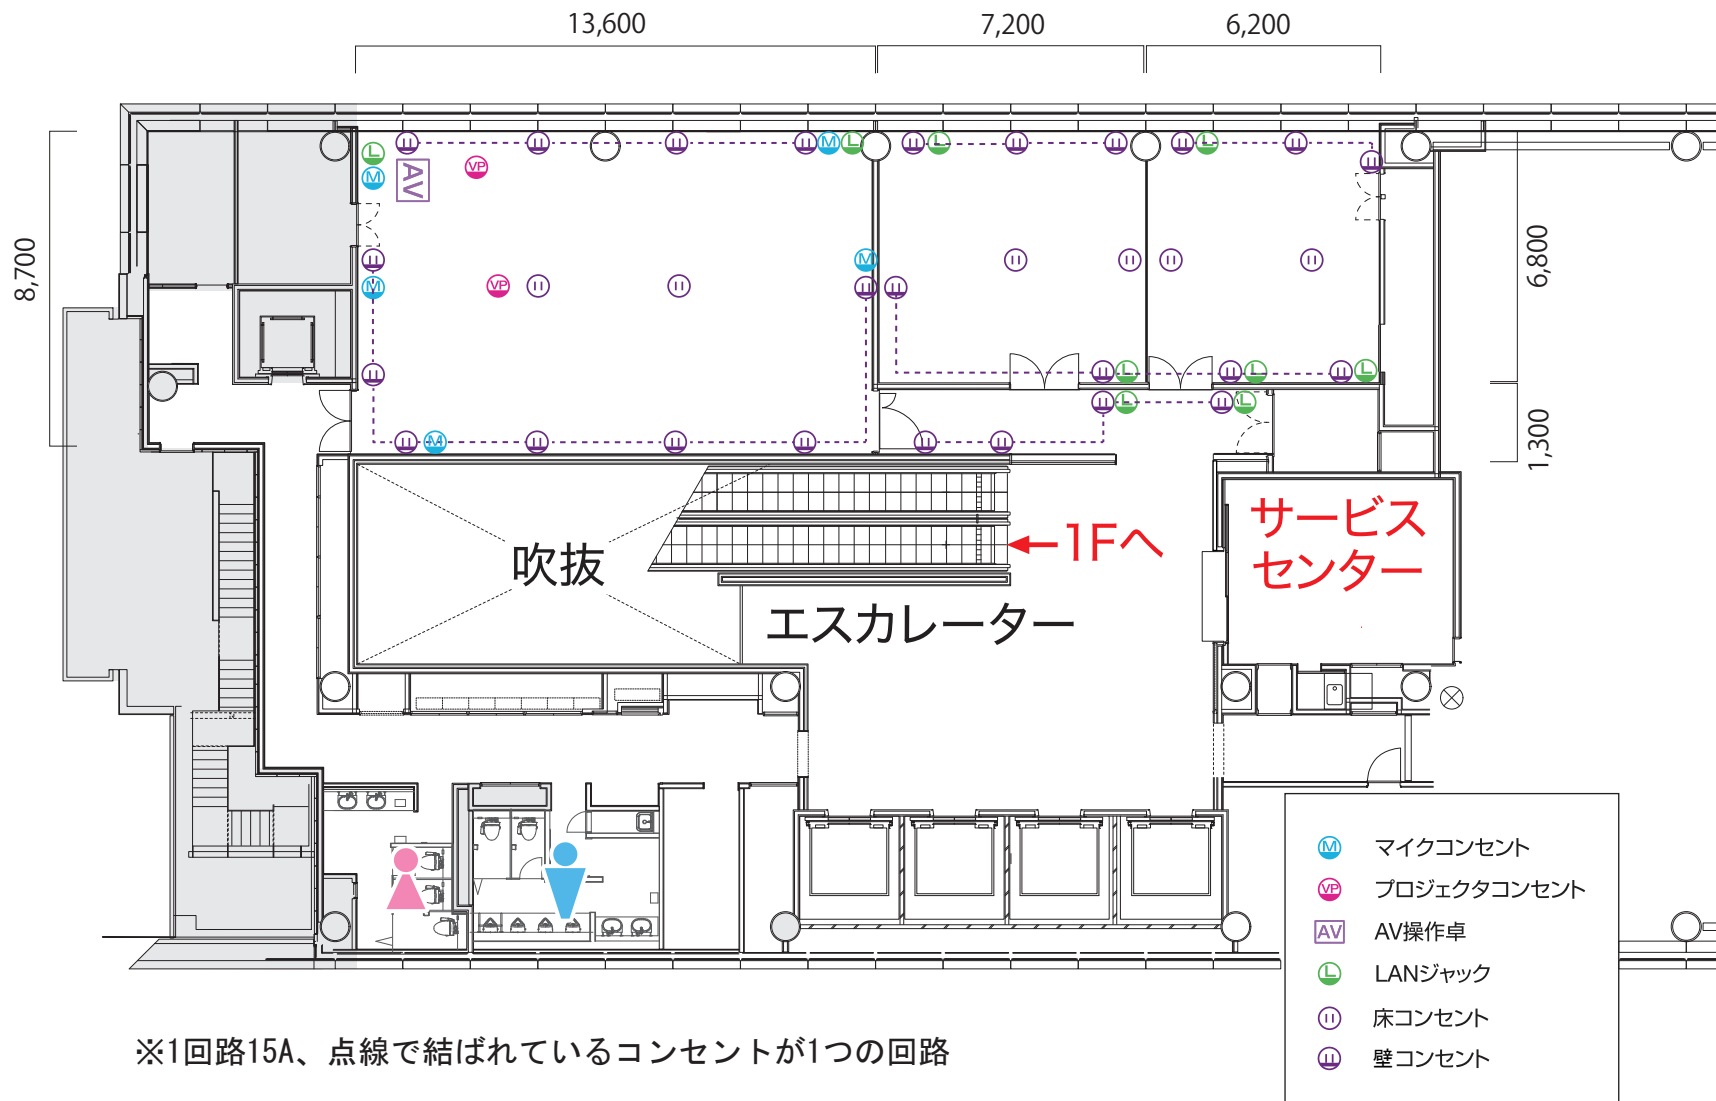 13,600
7,200
6,200
8,700
6,800
1,300
L
M
AV
VP
M
L
L
L
M
VP
M
M
L
L
L
L
L
吹抜
エスカレーター
←1Fへ
サービス
センター
M マイクコンセント
VP プロジェクタコンセント
AV AV操作卓
L LANジャック
床コンセント
壁コンセント
※1回路15A、点線で結ばれているコンセントが1つの回路